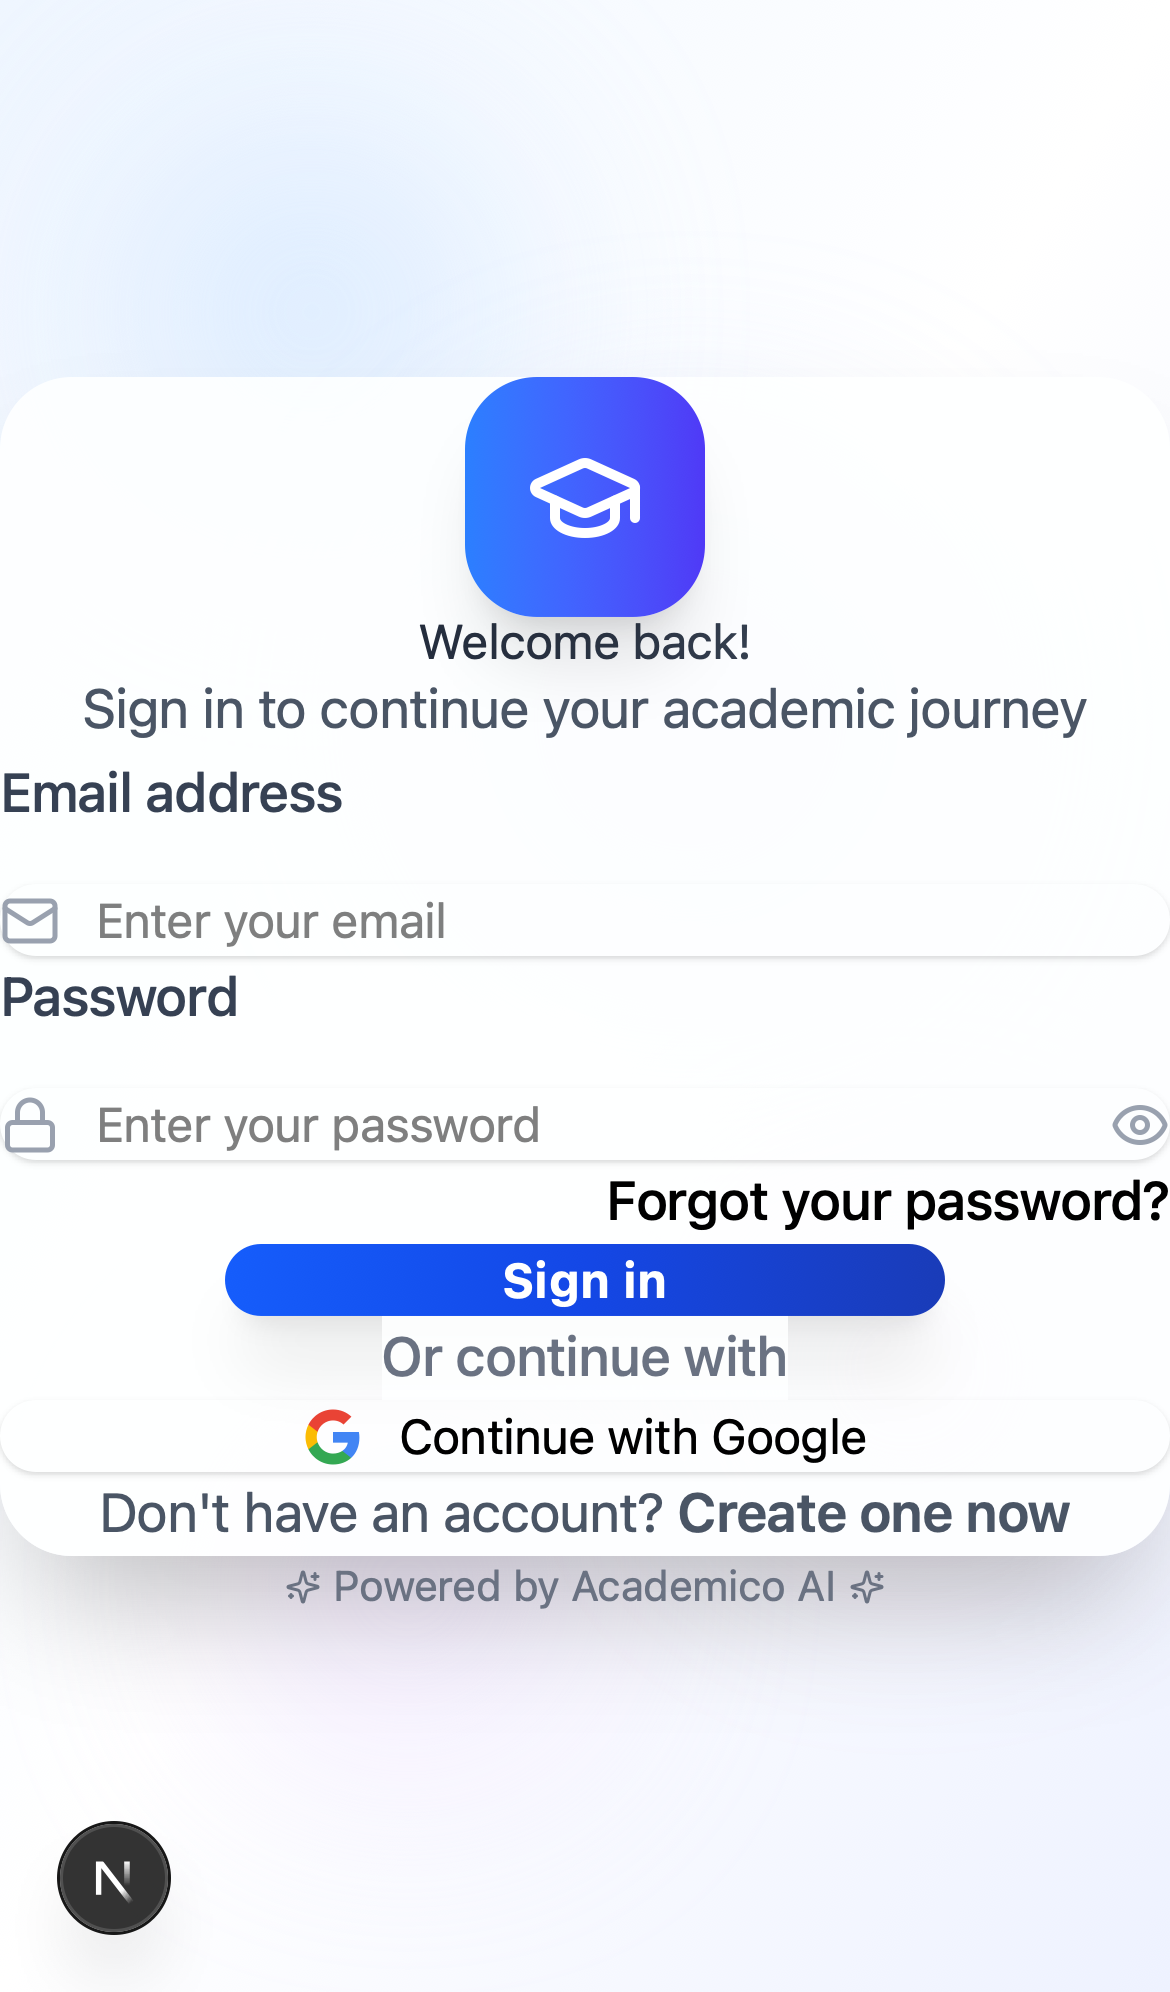 Welcome back!
Sign in to continue your academic journey
Email address
Enter your email
Password
Enter your password
Forgot your password?
Sign in
Or continue with
Continue with Google
Don't have an account? Create one now
Powered by Academico AI
N